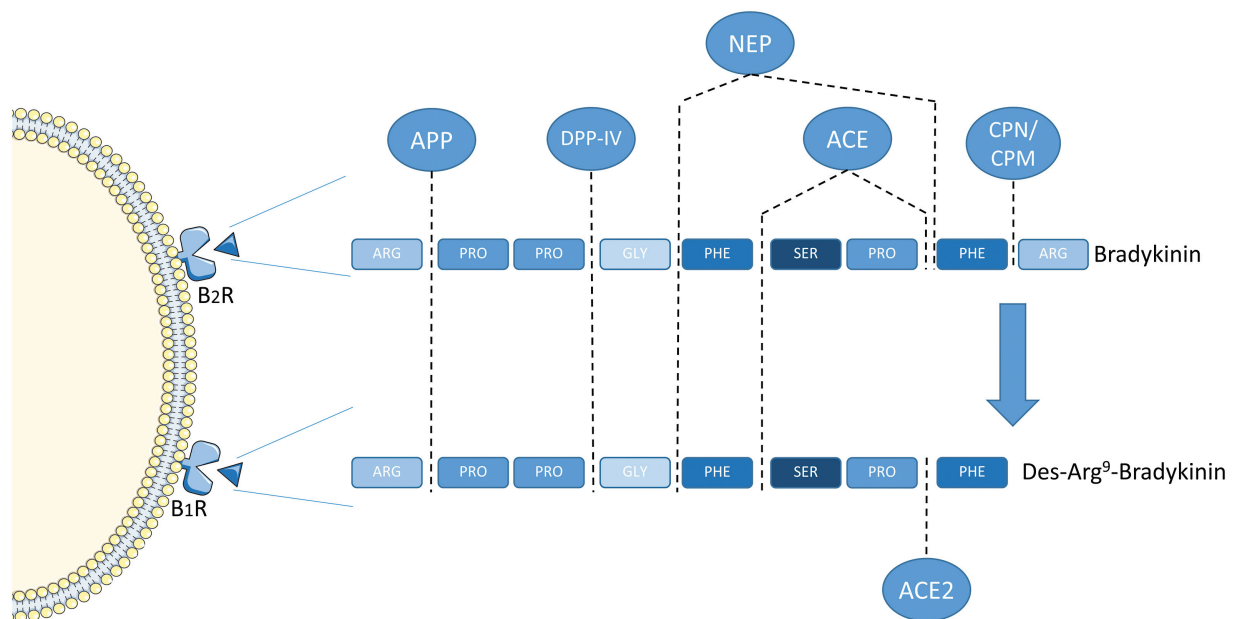 NEP
APP
DPP-IV
ACE
CPN/
CPM
ARG PRO PRO GLY PHE SER PRO PHE ARG Bradykinin
B2R
ARG PRO PRO GLY PHE SER PRO PHE Des-Arg⁹-Bradykinin
B1R
ACE2